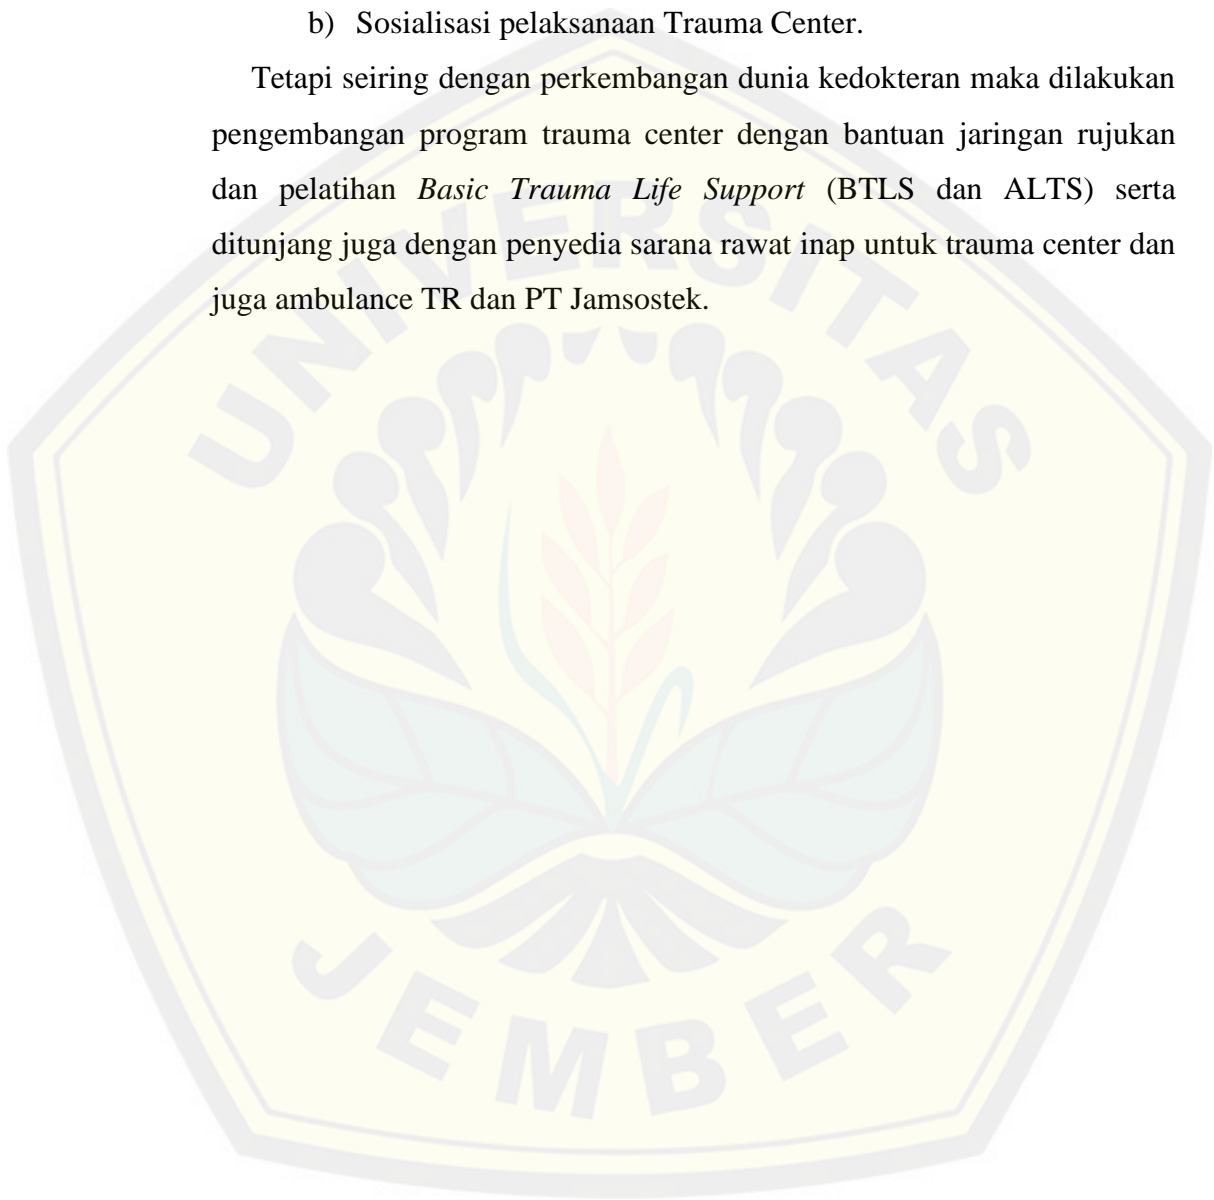 b) Sosialisasi pelaksanaan Trauma Center.
Tetapi seiring dengan perkembangan dunia kedokteran maka dilakukan
pengembangan program trauma center dengan bantuan jaringan rujukan
dan pelatihan Basic Trauma Life Support (BTLS dan ALTS) serta
ditunjang juga dengan penyedia sarana rawat inap untuk trauma center dan
juga ambulance TR dan PT Jamsostek.
UNIVERSITAS
JEMBER